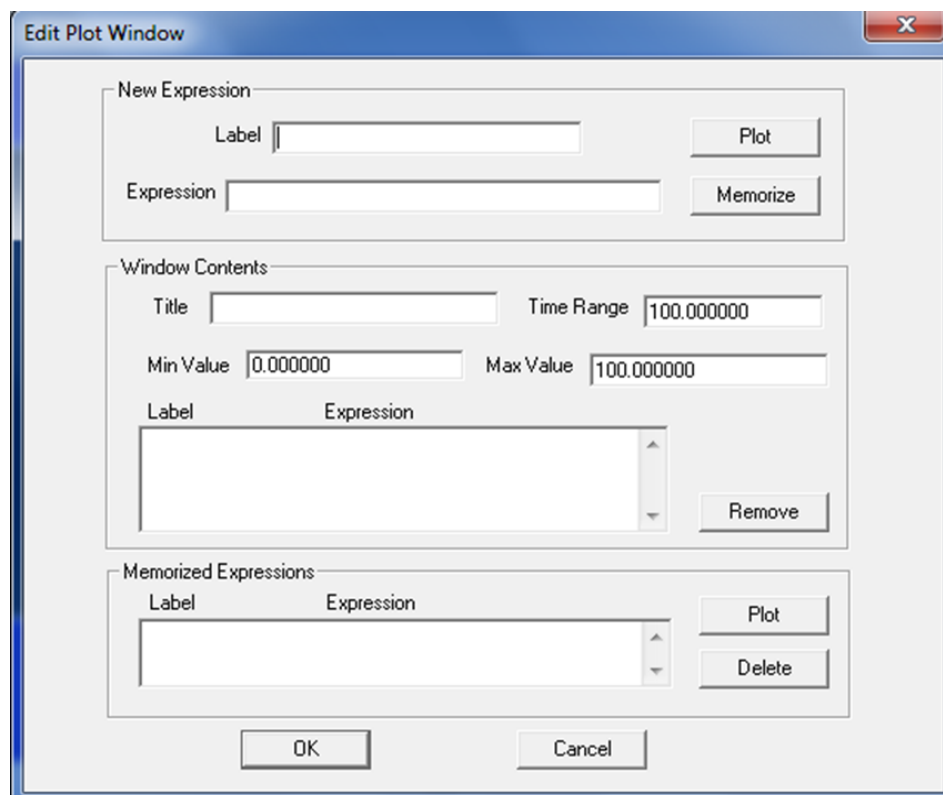 Edit Plot Window
New Expression
Label
Plot
Expression
Memorize
Window Contents
Title
Time Range 100.000000
Min Value 0.000000
Max Value 100.000000
Label Expression
Remove
Memorized Expressions
Label Expression
Plot
Delete
OK Cancel